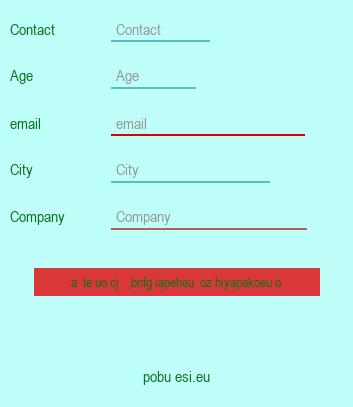 Contact Contact
Age Age
email email
City City
Company Company
a te uo cj ,bnfg iapeheu oz hiyapakoeu o
pobu esi.eu